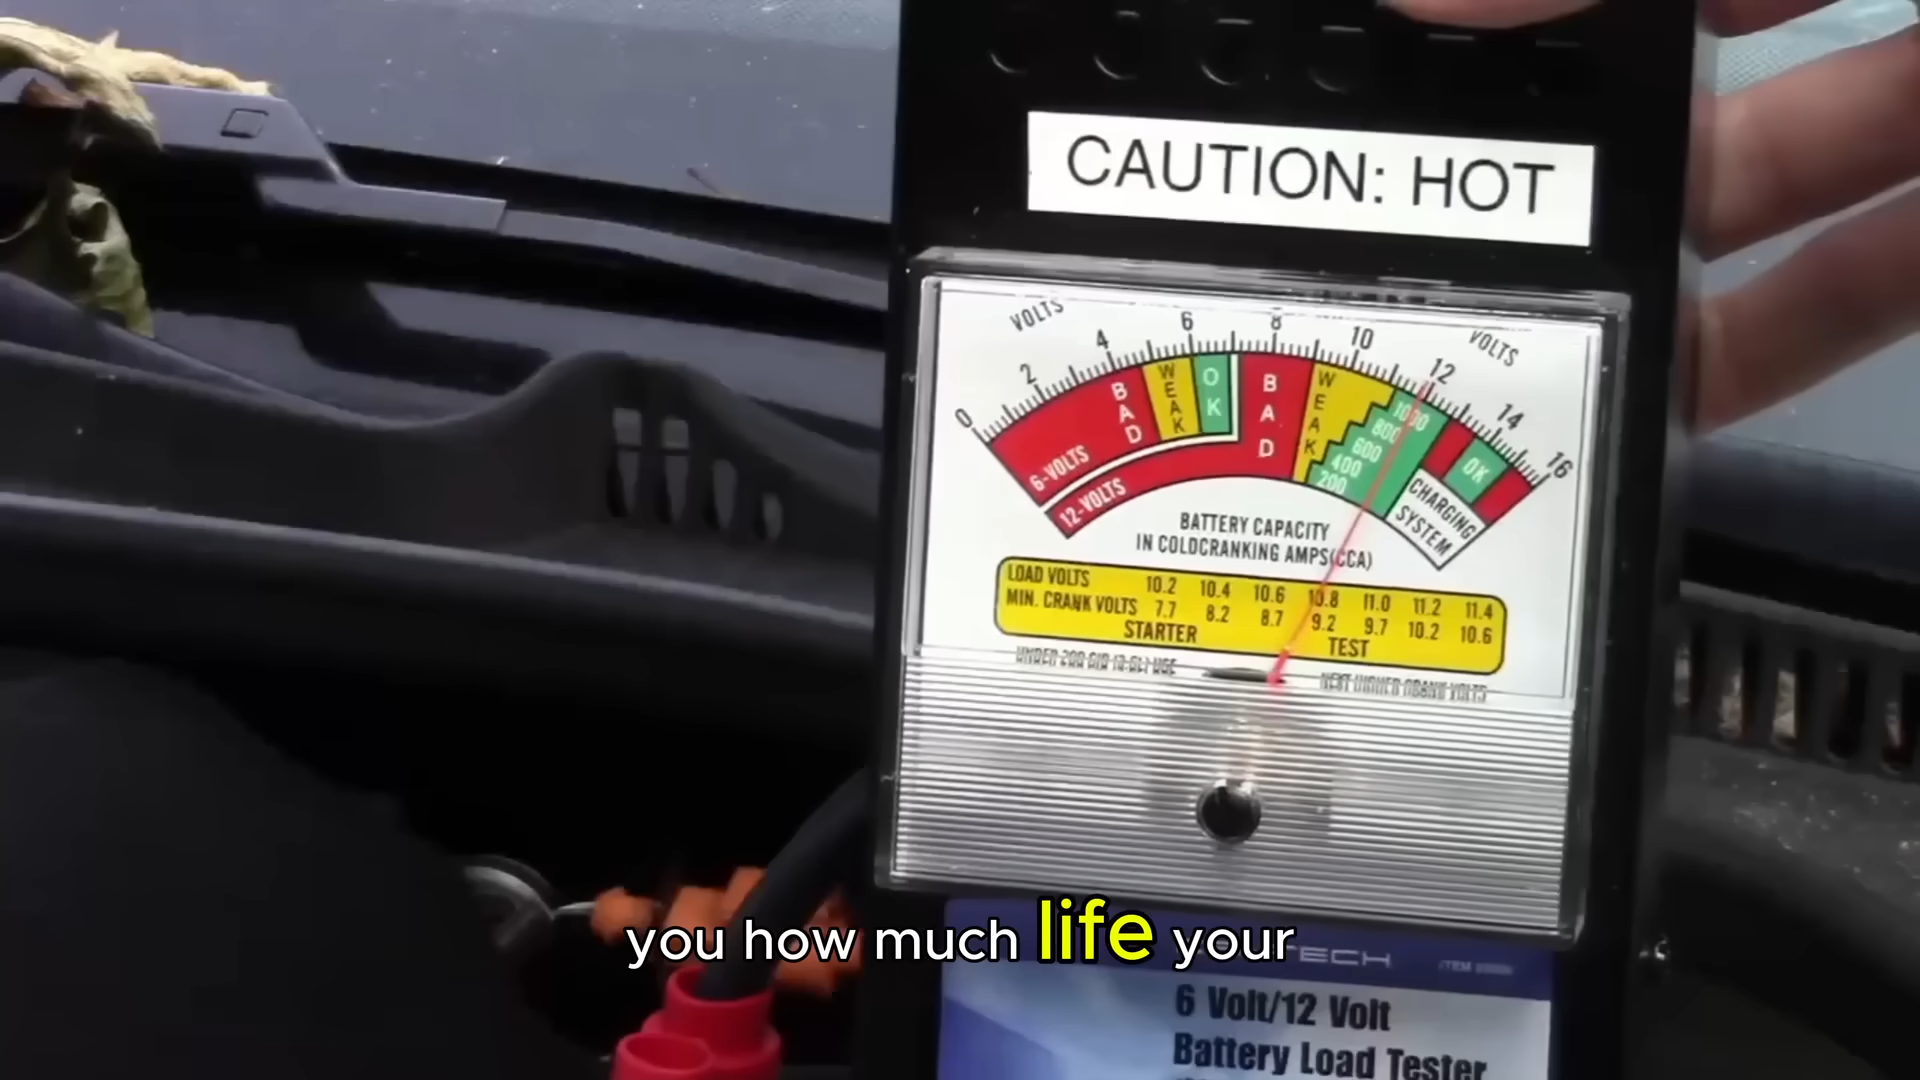 CAUTION: HOT
VOLTS
VOLTS
0 2 4 6 8 10 12 14 16
BAD
WEAK
OK
BAD
WEAK
1000
800
600
400
200
OK
6-VOLTS
12-VOLTS
CHARGING
SYSTEM
BATTERY CAPACITY
IN COLDCRANKING AMPS(CCA)
LOAD VOLTS 10.2 10.4 10.6 10.8 11.0 11.2 11.4
MIN. CRANK VOLTS 7.7 8.2 8.7 9.2 9.7 10.2 10.6
STARTER TEST
you how much life your
TECH
ITEM
6 Volt/12 Volt
Battery Load Tester